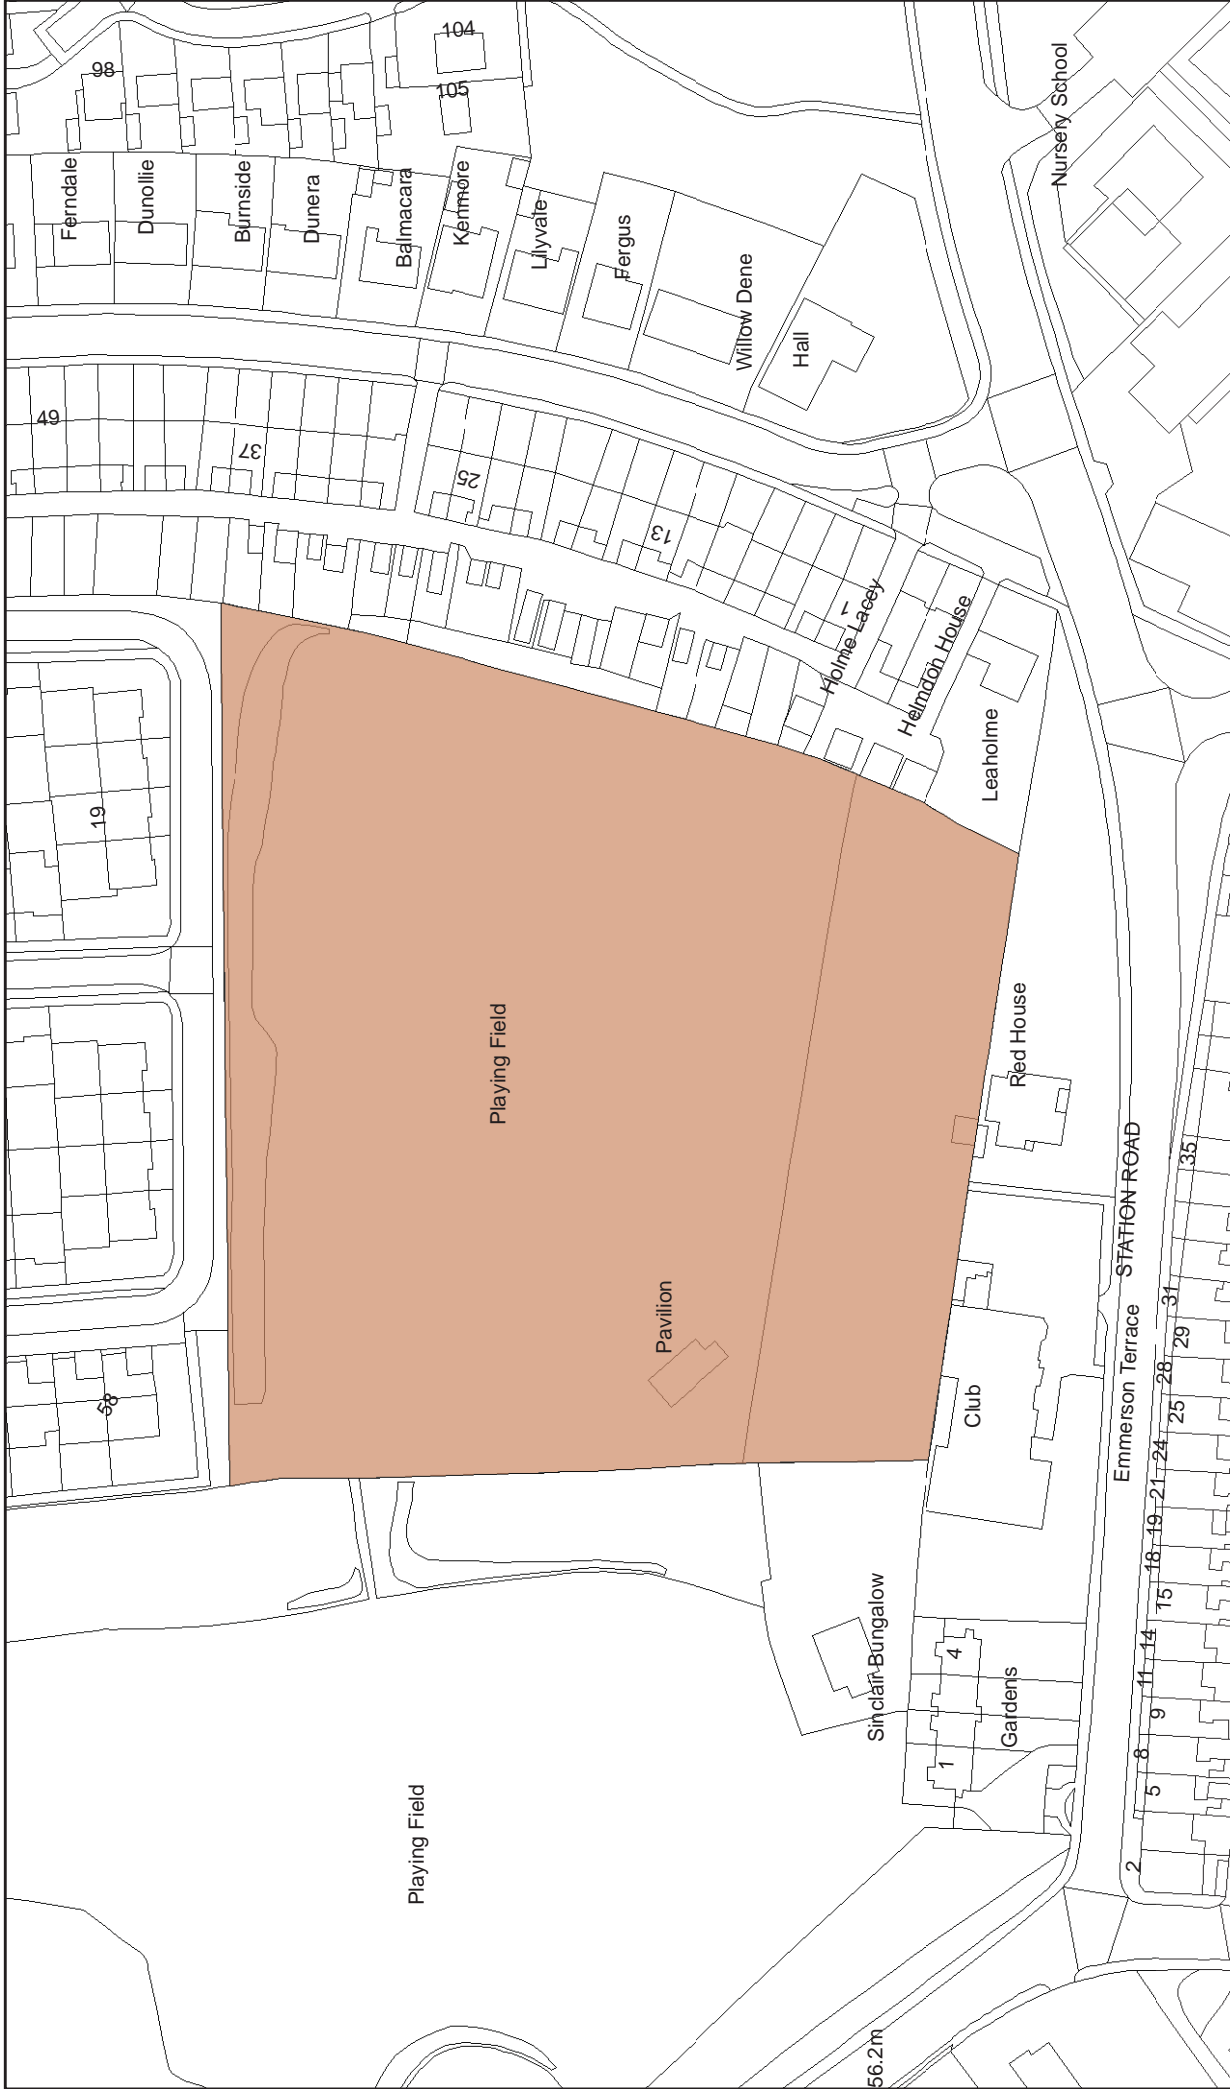 104
98
105
Nursery School
Ferndale
Dunollie
Burnside
Dunera
Balmacara
Kenmore
Lilyvale
Fergus
Willow Dene
Hall
49
37
25
13
1
Holme Lacey
Helmdon House
Leaholme
19
Playing Field
Red House
STATION ROAD
35
Pavilion
31
Emmerson Terrace
29
28
58
Club
25
24
21
19
18
15
Sinclair Bungalow
4
14
Gardens
11
9
1
8
5
Playing Field
2
56.2m